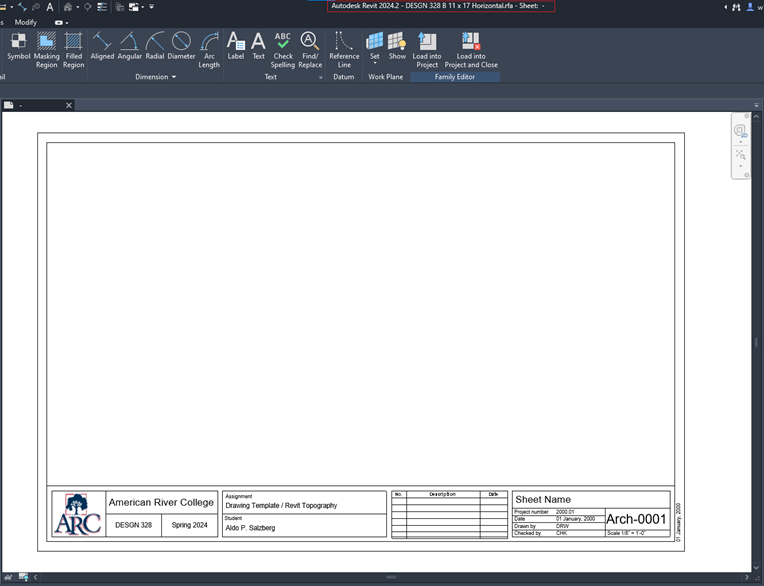 Autodesk Revit 2024.2 - DESGN 328 B 11 x 17 Horizontal.rfa - Sheet: -
Modify
Symbol Masking Region Filled Region Aligned Angular Radial Diameter Arc Length Label Text Check Spelling Find/ Replace Reference Line Set Show Load into Project Load into Project and Close
Dimension Text Datum Work Plane Family Editor
-
American River College
DESGN 328 Spring 2024
ARC
Assignment
Drawing Template / Revit Topography
Student
Aldo P. Salzberg
No. Description Date
Sheet Name
Project number 2000.01
Date 01 January, 2000
Drawn by DRW
Checked by CHK
Arch-0001
Scale 1/8" = 1'-0"
01 January, 2000